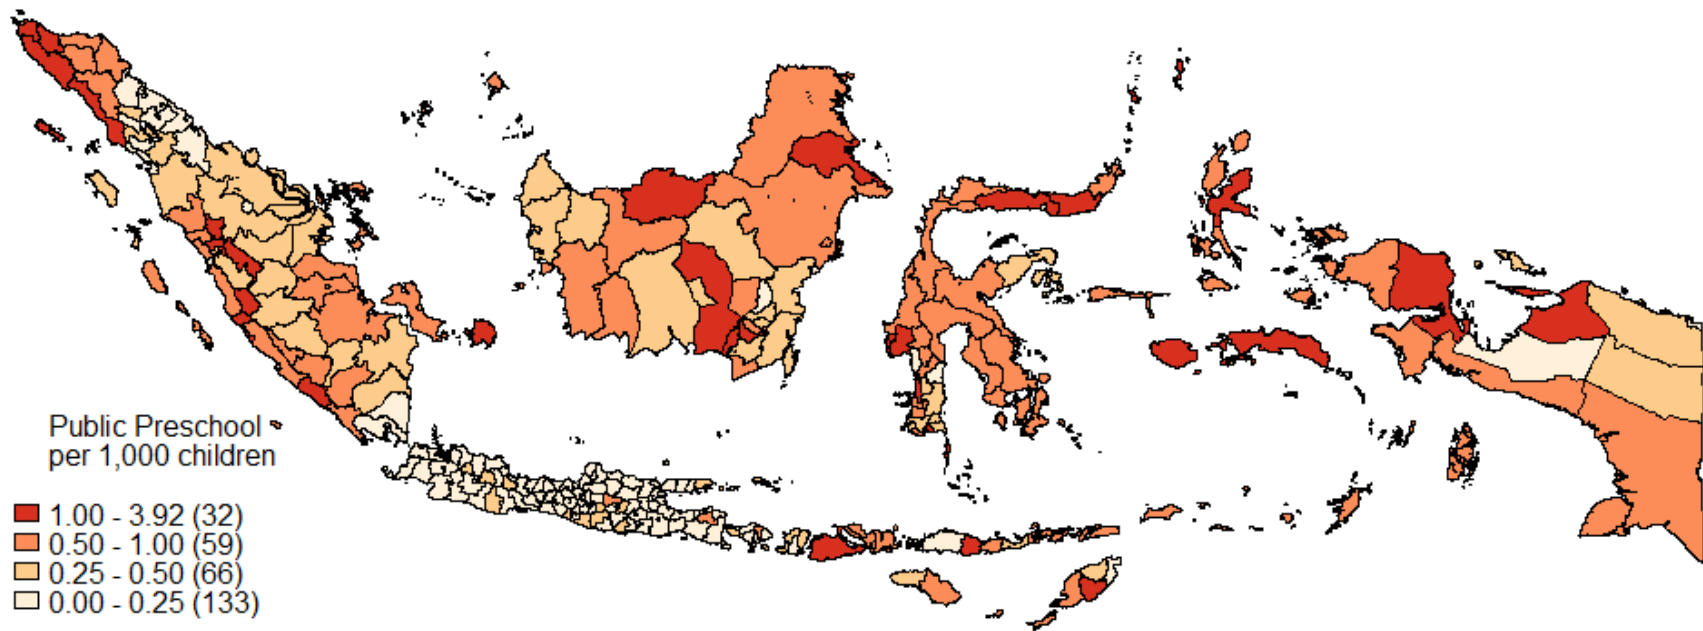 Public Preschool
per 1,000 children
1.00 - 3.92 (32)
0.50 - 1.00 (59)
0.25 - 0.50 (66)
0.00 - 0.25 (133)